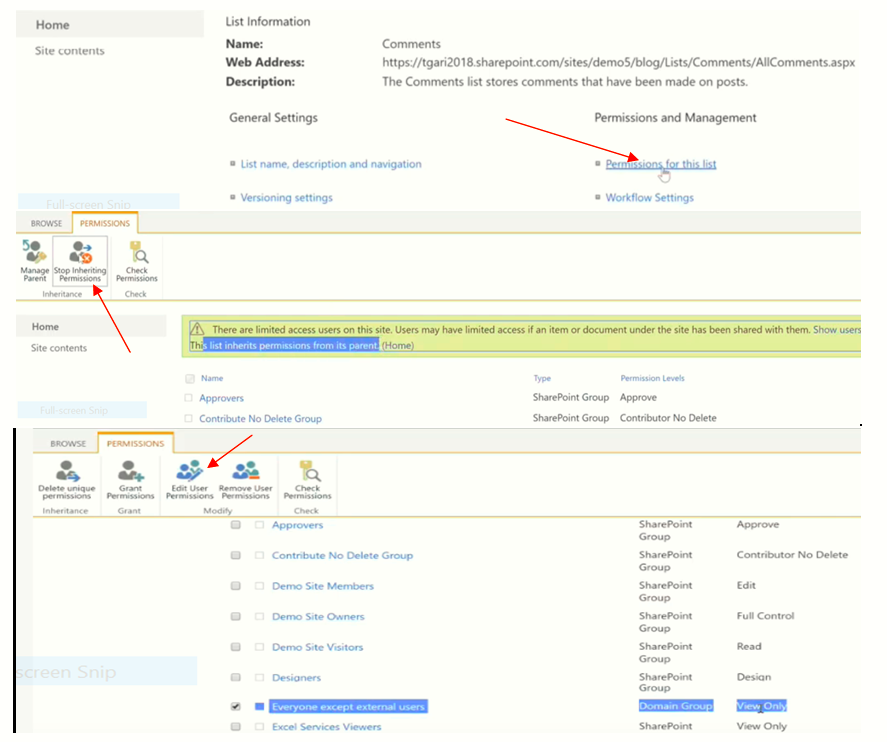 Home
Site contents
List Information
Name: Comments
Web Address: https://tgari2018.sharepoint.com/sites/demo5/blog/Lists/Comments/AllComments.aspx
Description: The Comments list stores comments that have been made on posts.
General Settings Permissions and Management
List name, description and navigation Permissions for this list
Versioning settings Workflow Settings
Full-screen Snip
BROWSE PERMISSIONS
Manage Parent
Stop Inheriting Permissions
Check Permissions
Inheritance Check
Home
Site contents
There are limited access users on this site. Users may have limited access if an item or document under the site has been shared with them. Show users
This list inherits permissions from its parent. (Home)
Name Type Permission Levels
Approvers SharePoint Group Approve
Contribute No Delete Group SharePoint Group Contributor No Delete
Full-screen Snip
BROWSE PERMISSIONS
Delete unique permissions
Grant Permissions
Edit User Permissions
Remove User Permissions
Check Permissions
Inheritance Grant Modify Check
Approvers SharePoint Group Approve
Contribute No Delete Group SharePoint Group Contributor No Delete
Demo Site Members SharePoint Group Edit
Demo Site Owners SharePoint Group Full Control
Demo Site Visitors SharePoint Group Read
Designers SharePoint Group Design
screen Snip
Everyone except external users Domain Group View Only
Excel Services Viewers SharePoint View Only